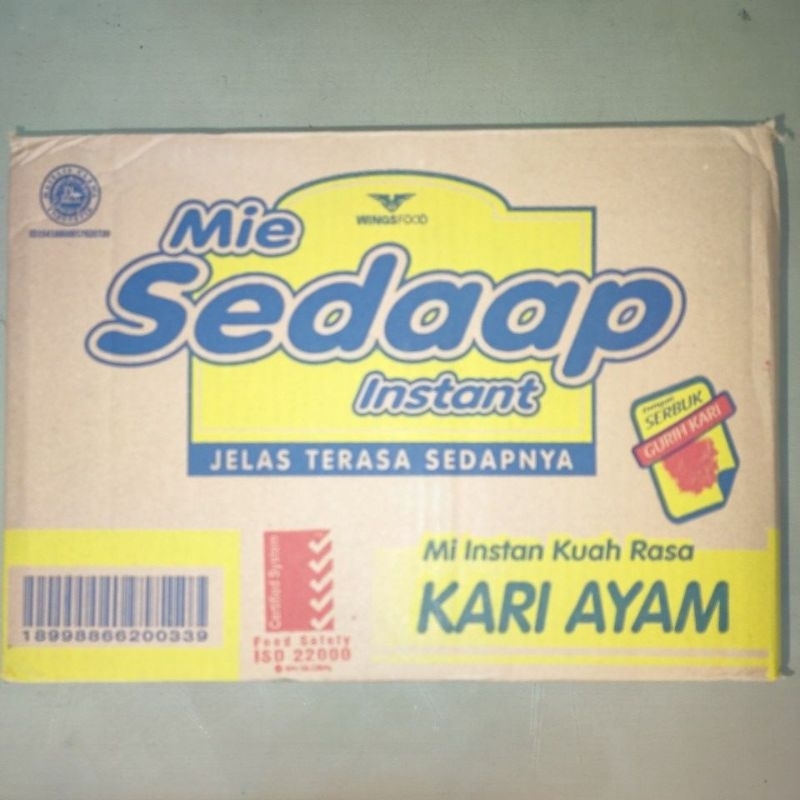 WINGSFOOD
Mie
Sedaap
Instant
JELAS TERASA SEDAPNYA
dengan
SERBUK
GURIH KARI
Mi Instan Kuah Rasa
KARI AYAM
18998866200339
Certified System
Food Safety
ISO 22000